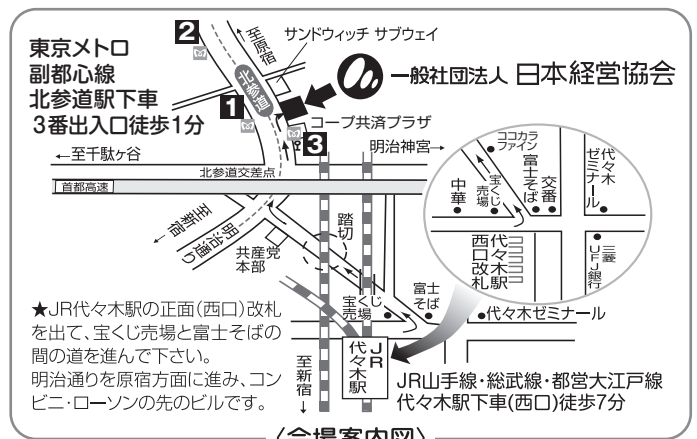 東京メトロ
副都心線
北参道駅下車
3番出入口徒歩1分
2
至原宿
サンドウィッチ サブウェイ
一般社団法人 日本経営協会
北参道
1
3
コープ共済プラザ
←至千駄ヶ谷
明治神宮→
北参道交差点
首都高速
至新宿
明治通り
共産党
本部
踏切
ココカラ
ファイン
中華
宝くじ
売場
富士そば
交番
代々木
ゼミナール
代々木駅
西口改札
三菱
UFJ銀行
宝くじ
売場
富士
そば
代々木ゼミナール
★JR代々木駅の正面(西口)改札
を出て、宝くじ売場と富士そばの
間の道を進んで下さい。
明治通りを原宿方面に進み、コン
ビニ・ローソンの先のビルです。
至新宿
↓
JR
代々木駅
JR山手線・総武線・都営大江戸線
代々木駅下車(西口)徒歩7分
〈会場案内図〉